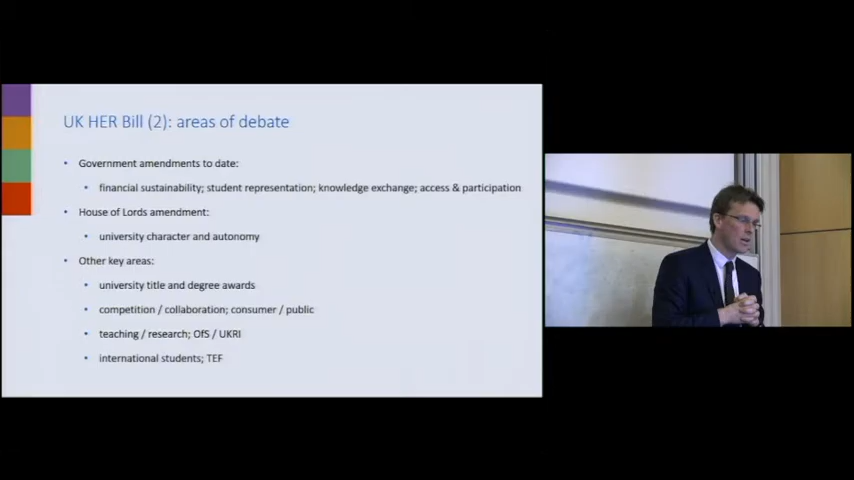 UK HER Bill (2): areas of debate
• Government amendments to date:
• financial sustainability; student representation; knowledge exchange; access & participation
• House of Lords amendment:
• university character and autonomy
• Other key areas:
• university title and degree awards
• competition / collaboration; consumer / public
• teaching / research; OfS / UKRI
• international students; TEF